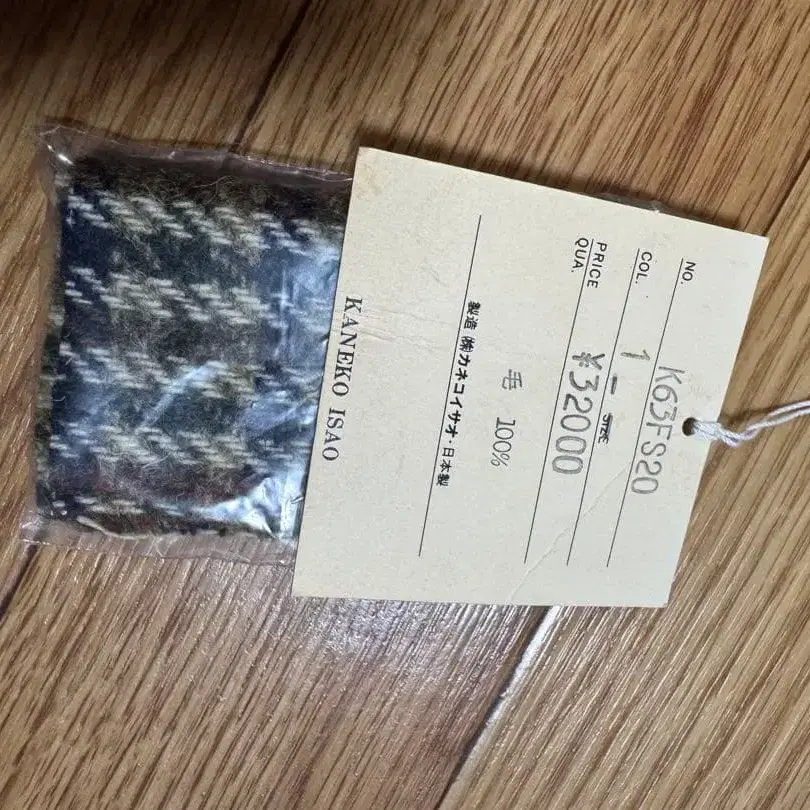 NO. K63FS20
COL. 1 - SIZE
PRICE ¥32000
QUA.
毛 100%
製造 ㈱カネコイサオ・日本製
KANEKO ISAO